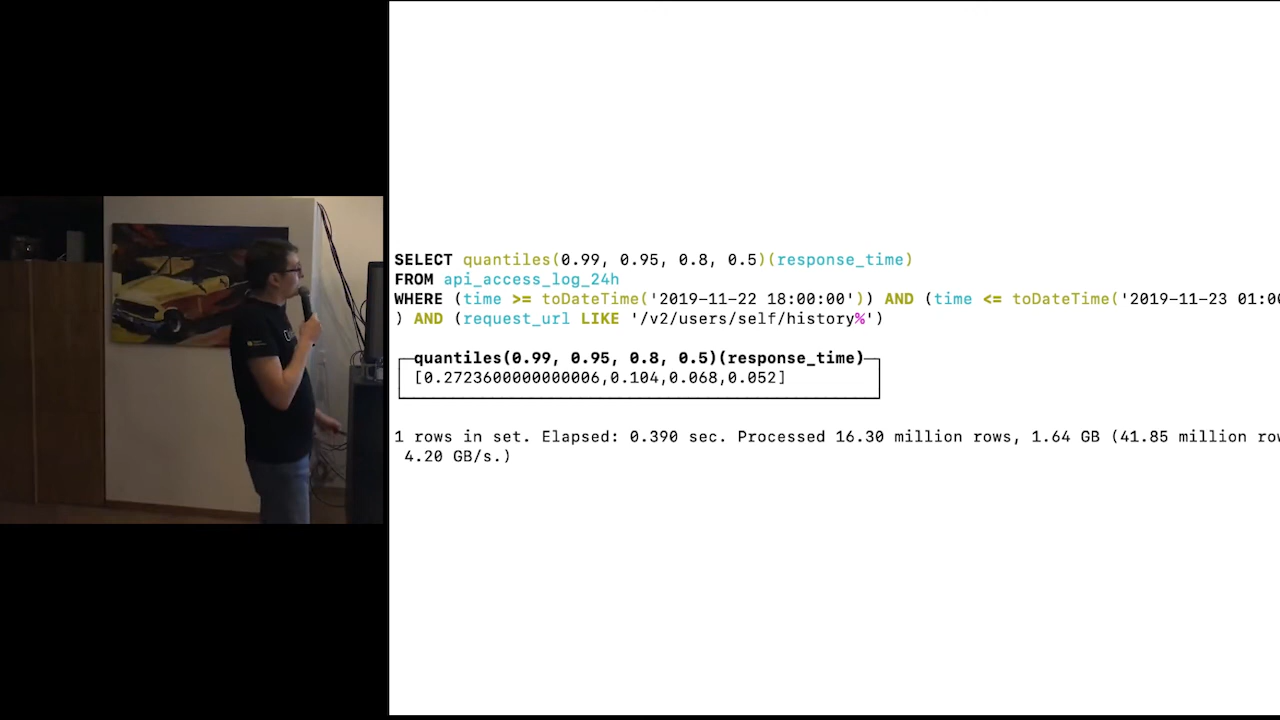 SELECT quantiles(0.99, 0.95, 0.8, 0.5)(response_time)
FROM api_access_log_24h
WHERE (time >= toDateTime('2019-11-22 18:00:00')) AND (time <= toDateTime('2019-11-23 01:00
) AND (request_url LIKE '/v2/users/self/history%')
quantiles(0.99, 0.95, 0.8, 0.5)(response_time)
[0.2723600000000006,0.104,0.068,0.052]
1 rows in set. Elapsed: 0.390 sec. Processed 16.30 million rows, 1.64 GB (41.85 million
4.20 GB/s.)